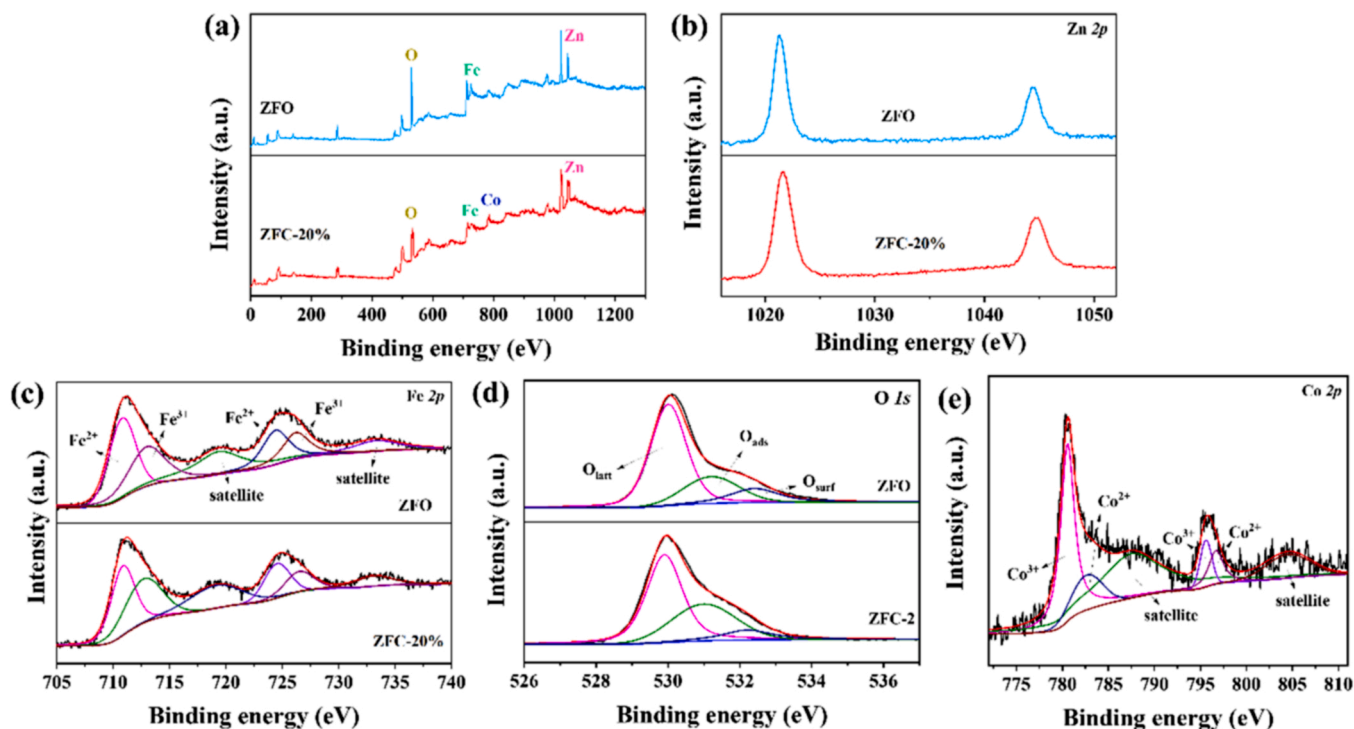 (a)
Zn
O
Fe
ZFO
Zn
Co
Fe
O
ZFC-20%
Intensity (a.u.)
0 200 400 600 800 1000 1200
Binding energy (eV)
(b)
Zn 2p
ZFO
ZFC-20%
Intensity (a.u.)
1020 1030 1040 1050
Binding energy (eV)
(c)
Fe 2p
Fe2+
Fe3+
Fe2+
Fe3+
satellite
satellite
ZFO
ZFC-20%
Intensity (a.u.)
705 710 715 720 725 730 735 740
Binding energy (eV)
(d)
O 1s
Olatt
Oads
Osurf
ZFO
ZFC-2
Intensity (a.u.)
526 528 530 532 534 536
Binding energy (eV)
(e)
Co 2p
Co2+
Co3+
Co2+
Co3+
satellite
satellite
Intensity (a.u.)
775 780 785 790 795 800 805 810
Binding energy (eV)